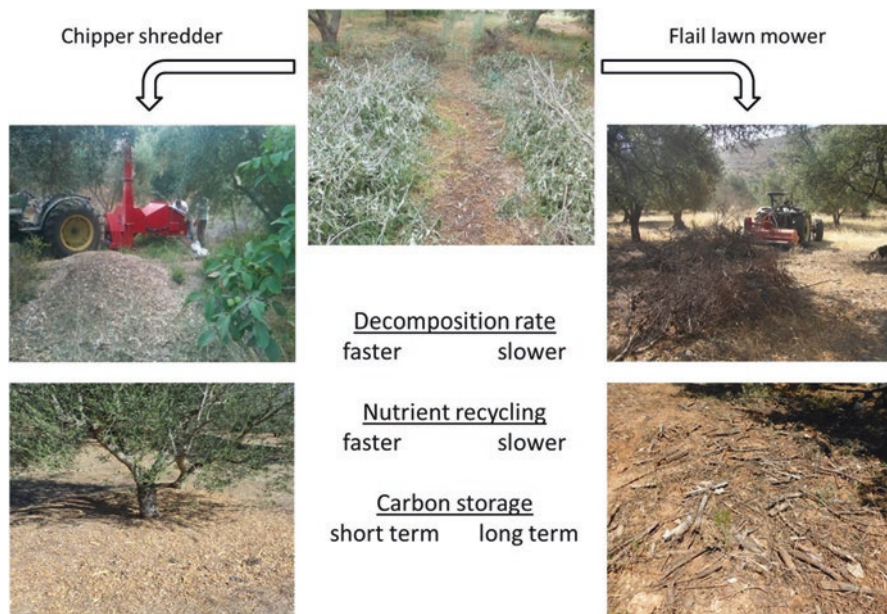 Chipper shredder
Flail lawn mower
Decomposition rate
faster slower
Nutrient recycling
faster slower
Carbon storage
short term long term